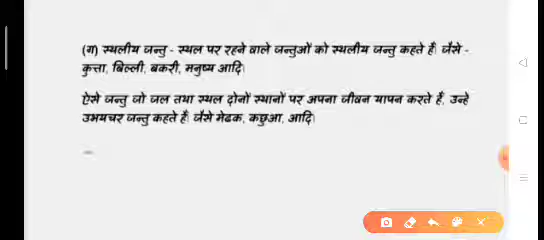 (ग) स्थलीय जन्तु - स्थल पर रहने वाले जन्तुओं को स्थलीय जन्तु कहते हैं। जैसे -
कुत्ता, बिल्ली, बकरी, मनुष्य आदि।
ऐसे जन्तु जो जल तथा स्थल दोनों स्थानों पर अपना जीवन यापन करते हैं, उन्हे
उभयचर जन्तु कहते हैं। जैसे मेढक, कछुआ, आदि।